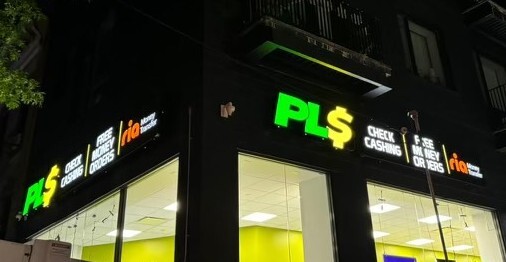 PL$
CHECK
CASHING
FREE
MONEY
ORDERS
ria Money
Transfer
PL$
CHECK
CASHING
FREE
MONEY
ORDERS
ria Money
Transfer